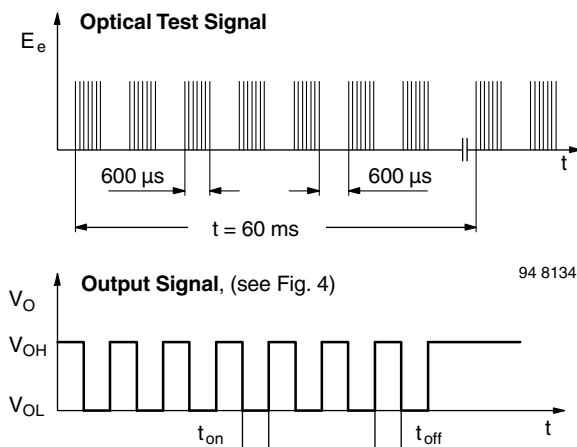 Optical Test Signal
E e
t
600 μs
600 μs
t = 60 ms
94 8134
Output Signal, (see Fig. 4)
V O
V OH
V OL
t on
t off
t